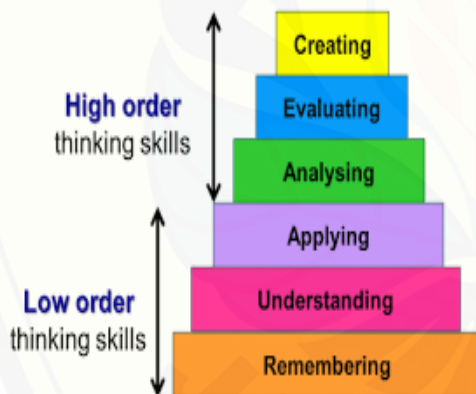 Creating
Evaluating
Analysing
Applying
Understanding
Remembering
High order
thinking skills
Low order
thinking skills